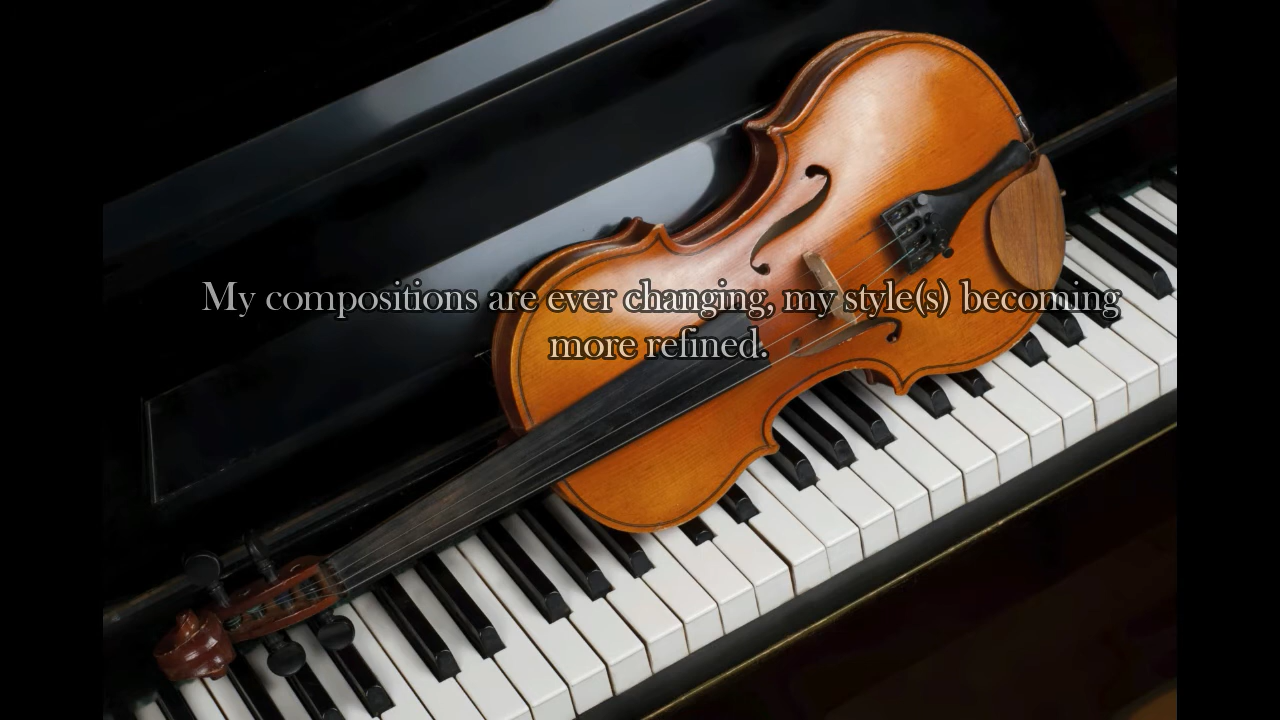 My compositions are ever changing, my style(s) becoming
more refined.